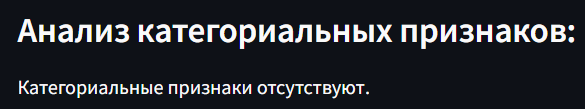 Анализ категориальных признаков:
Категориальные признаки отсутствуют.